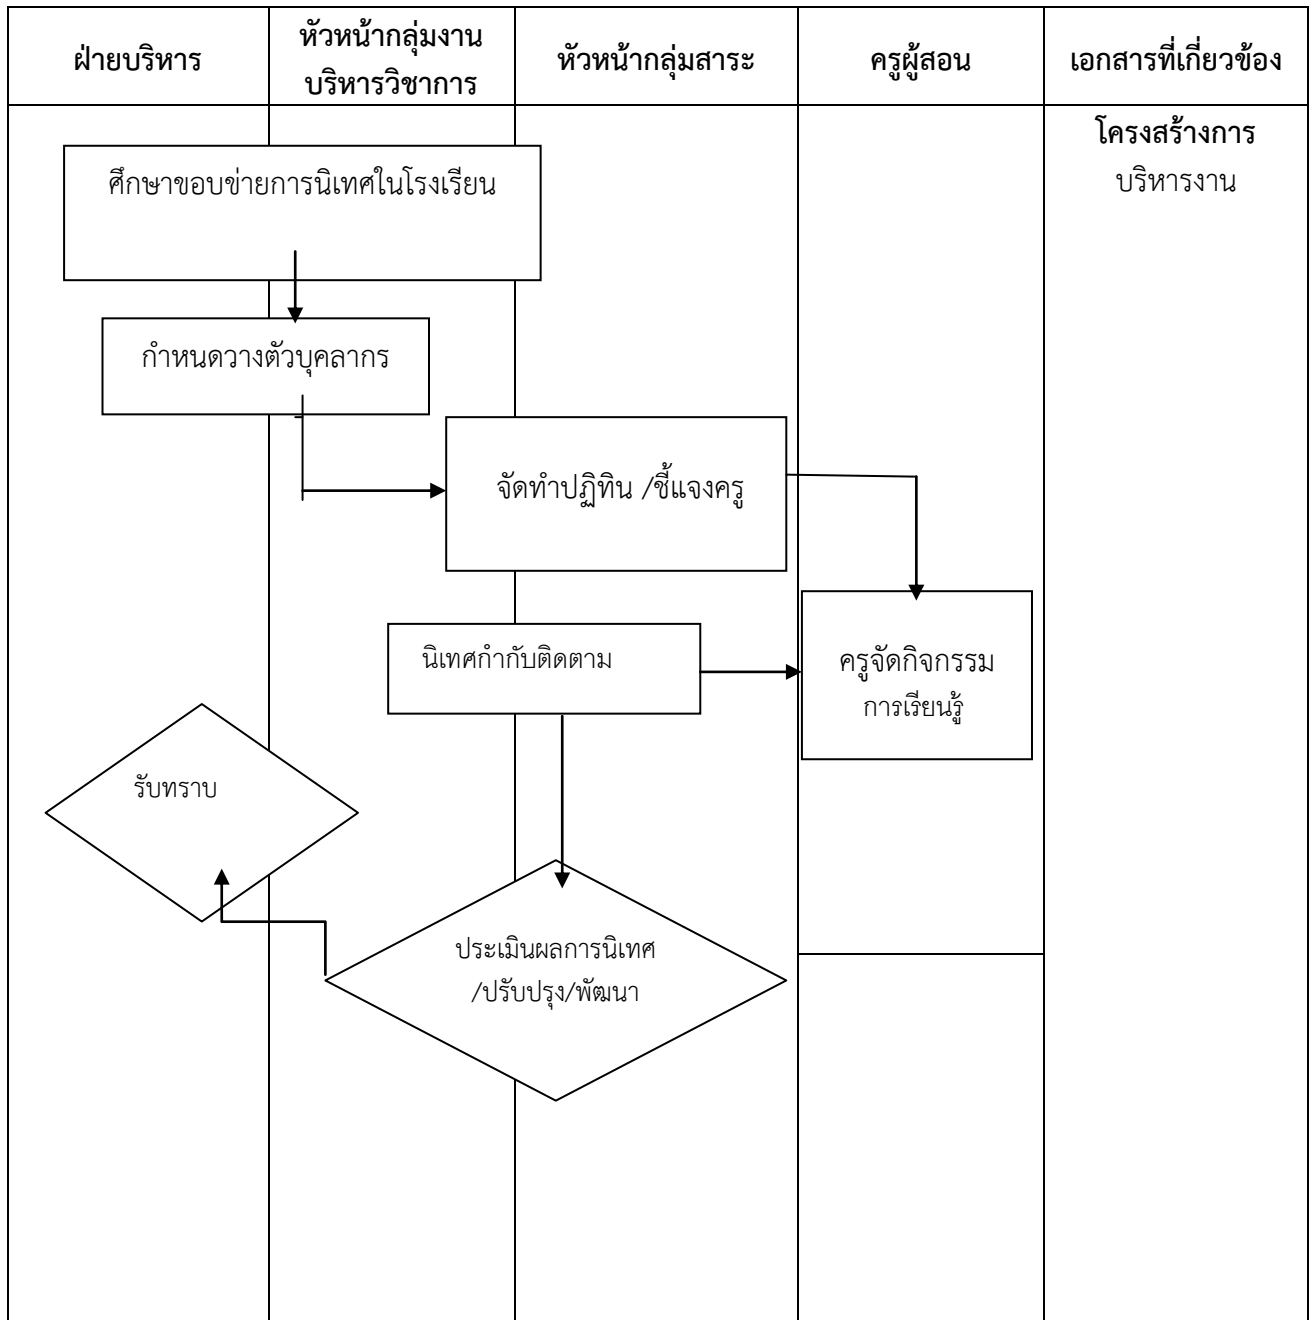 ฝ่ายบริหาร
หัวหน้ากลุ่มงาน
บริหารวิชาการ
หัวหน้ากลุ่มสาระ
ครูผู้สอน
เอกสารที่เกี่ยวข้อง
โครงสร้างการ
บริหารงาน
ศึกษาขอบข่ายการนิเทศในโรงเรียน
กำหนดวางตัวบุคลากร
จัดทำปฏิทิน /ชี้แจงครู
นิเทศกำกับติดตาม
ครูจัดกิจกรรม
การเรียนรู้
รับทราบ
ประเมินผลการนิเทศ
/ปรับปรุง/พัฒนา